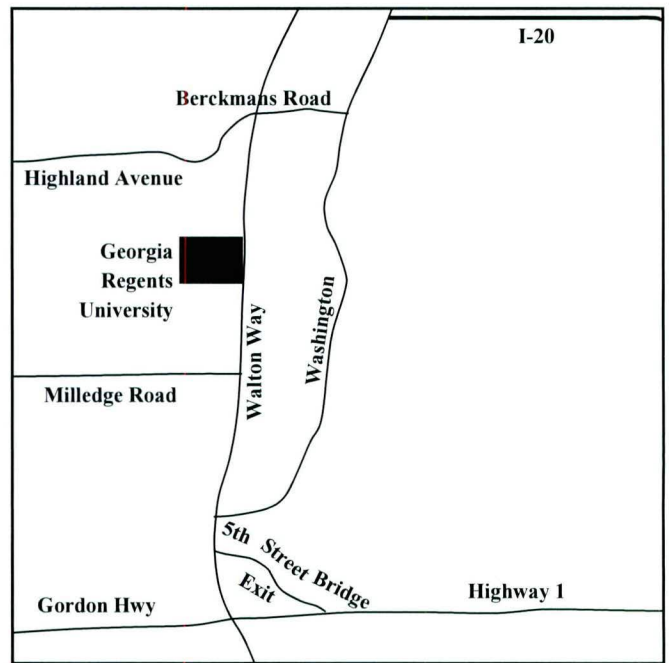 I-20
Berckmans Road
Highland Avenue
Georgia
Regents
University
Walton Way
Washington
Milledge Road
5th Street Bridge
Exit
Highway 1
Gordon Hwy